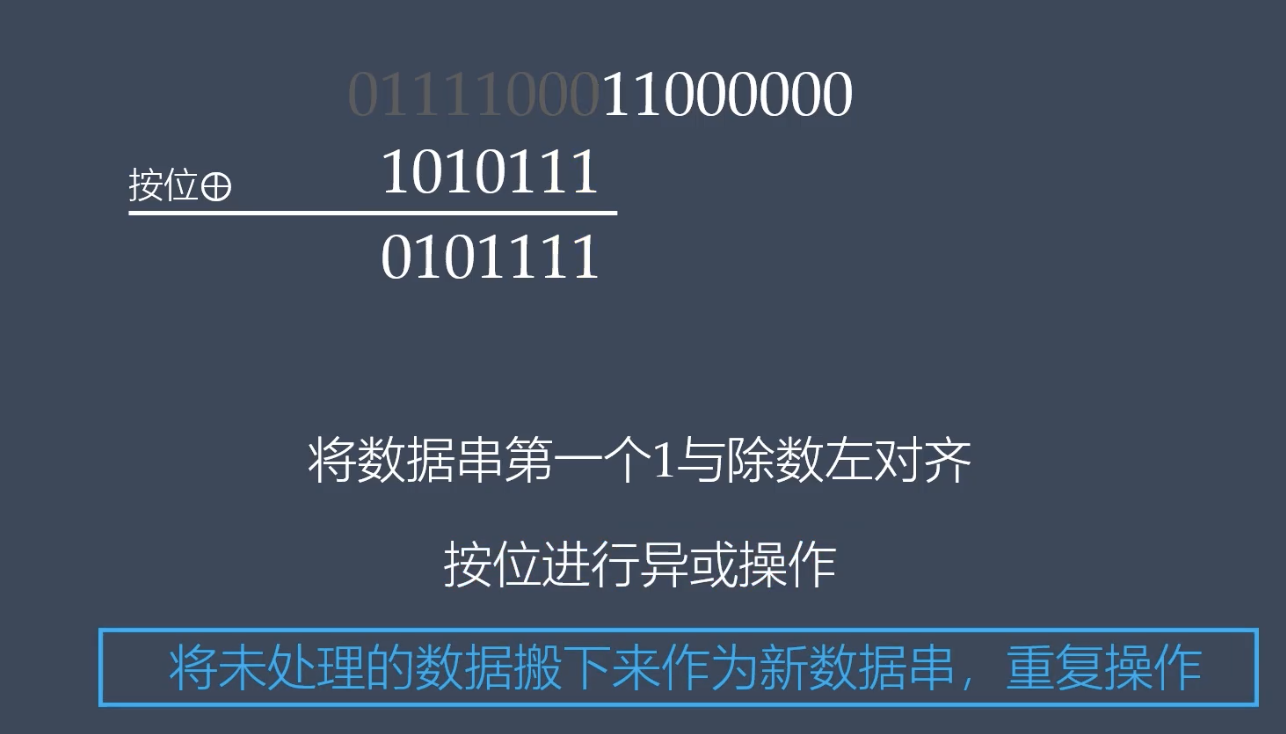 0111100011000000
1010111
按位⊕
0101111
将数据串第一个1与除数左对齐
按位进行异或操作
将未处理的数据搬下来作为新数据串，重复操作